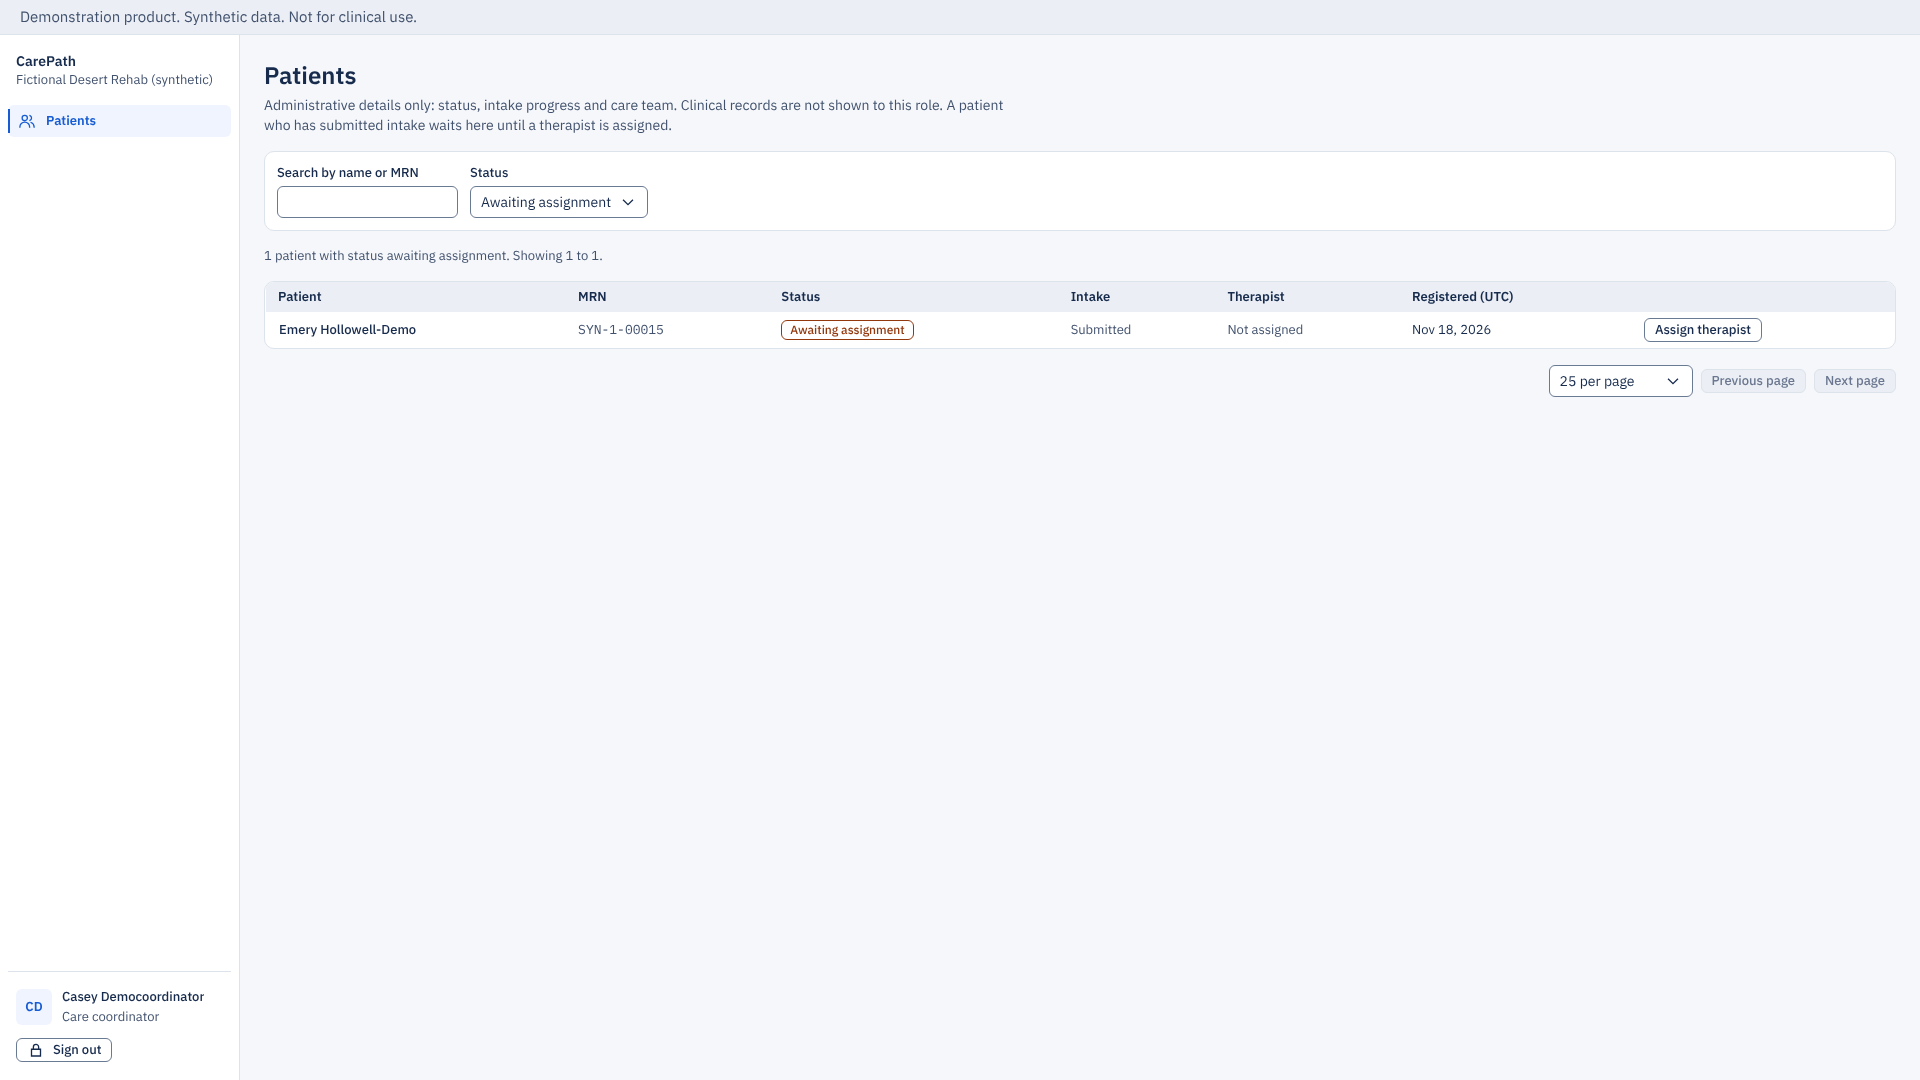 Demonstration product. Synthetic data. Not for clinical use.
CarePath
Fictional Desert Rehab (synthetic)
Patients
Patients
Administrative details only: status, intake progress and care team. Clinical records are not shown to this role. A patient
who has submitted intake waits here until a therapist is assigned.
Search by name or MRN Status
Awaiting assignment
1 patient with status awaiting assignment. Showing 1 to 1.
Patient MRN Status Intake Therapist Registered (UTC)
Emery Hollowell-Demo SYN-1-00015 Awaiting assignment Submitted Not assigned Nov 18, 2026 Assign therapist
25 per page Previous page Next page
CD Casey Democoordinator
Care coordinator
Sign out